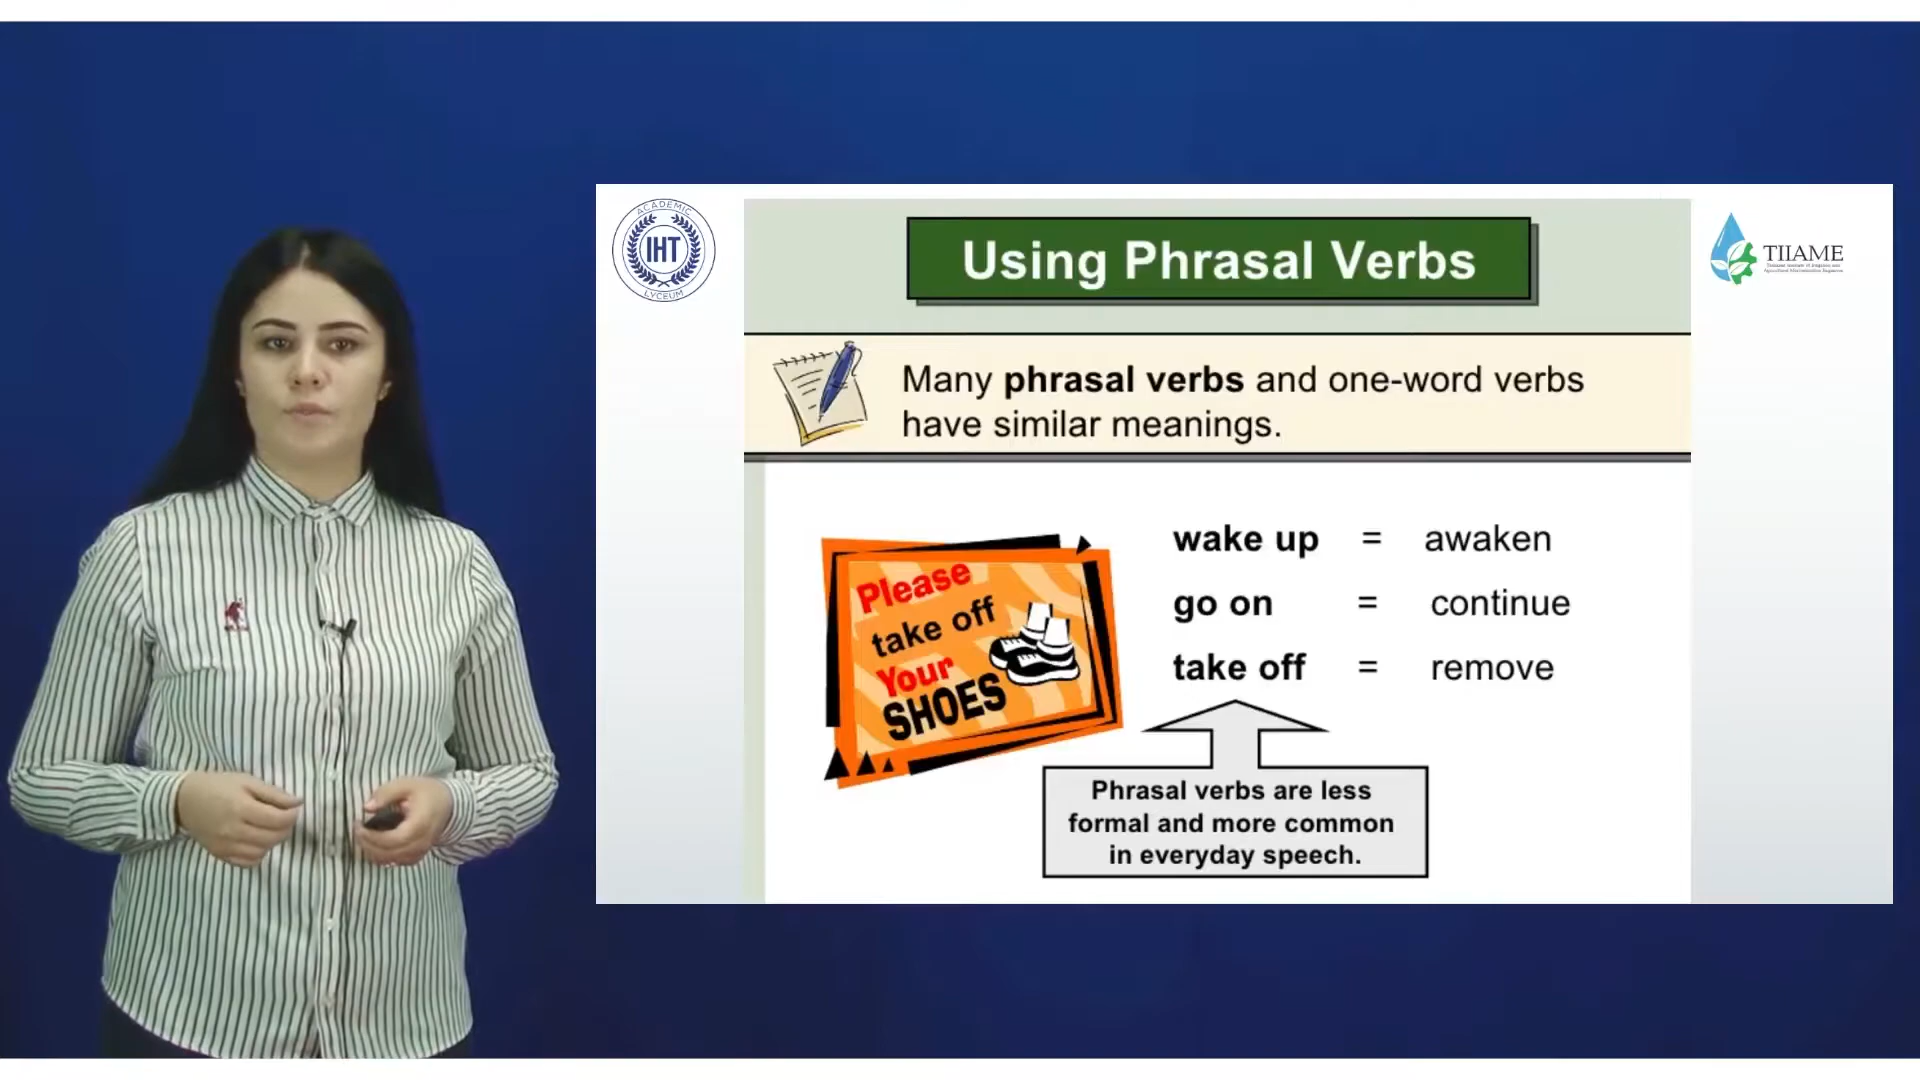 ACADEMIC
IHT
LYCEUM
Using Phrasal Verbs
TIIAME
Many phrasal verbs and one-word verbs
have similar meanings.
Please
take off
Your
SHOES
wake up = awaken
go on = continue
take off = remove
Phrasal verbs are less
formal and more common
in everyday speech.